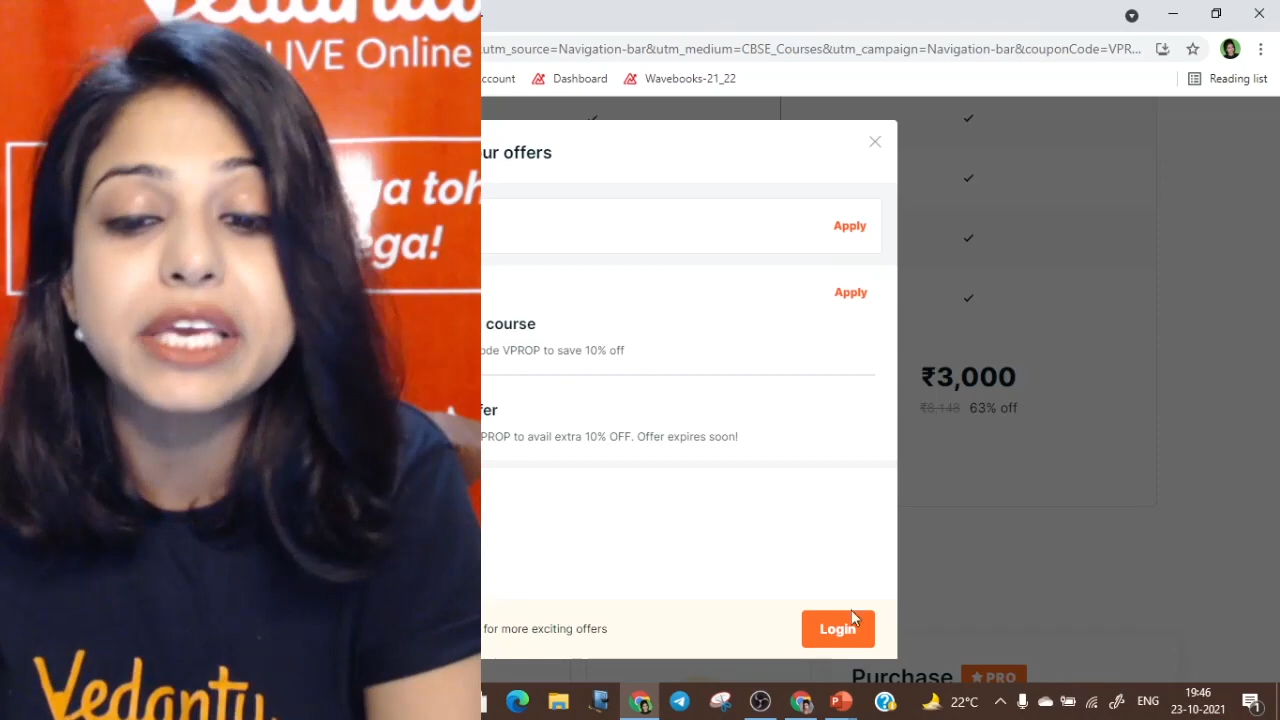 LIVE Online
a toh
ega!
Vedantu
utm_source=Navigation-bar&utm_medium=CBSE_Courses&utm_campaign=Navigation-bar&couponCode=VPR...
ccount
Dashboard
Wavebooks-21_22
Reading list
ur offers
Apply
Apply
course
ode VPROP to save 10% off
fer
PROP to avail extra 10% OFF. Offer expires soon!
for more exciting offers
Login
₹3,000
₹8,148 63% off
Purchase ★PRO
22°C
19:46
23-10-2021